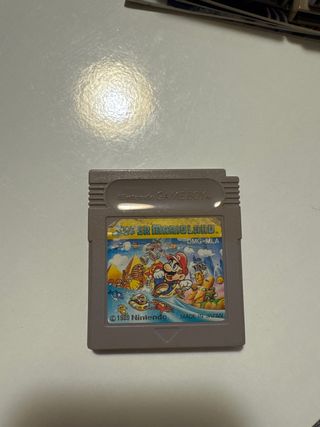 Nintendo GAME BOY
SUPER MARIOLAND
DMG-MLA
© 1989 Nintendo
MADE IN JAPAN